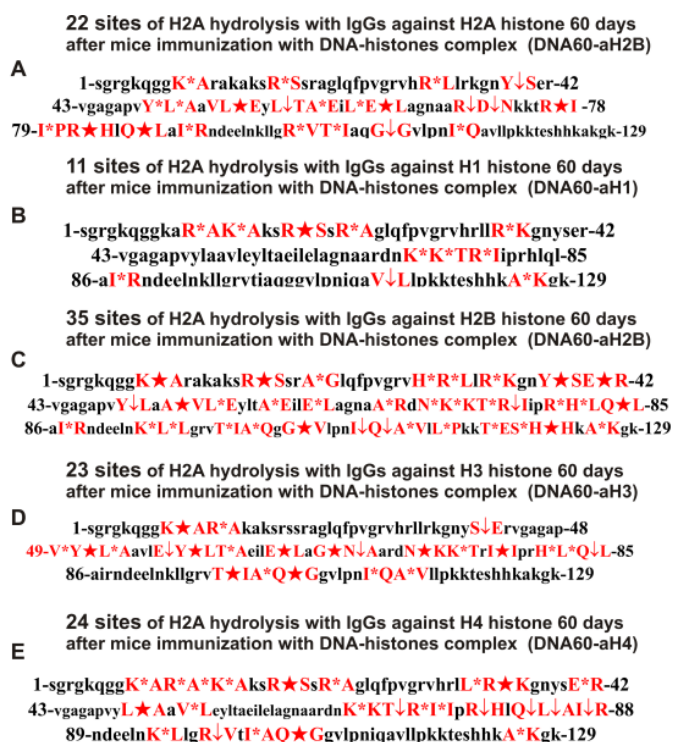 22 sites of H2A hydrolysis with IgGs against H2A histone 60 days
after mice immunization with DNA-histones complex (DNA60-aH2B)
A
1-sgrgkqggK*ArakaksR*SsraglqfpvgrvhR*LlrkgnY↓Ser-42
43-vgagapvY*L*AaVL★EyL↓TA*EiL*E★LagnaaR↓D↓NkktR★I -78
79-I*PR★HlQ★LaI*RndeelnkllgR*VT*IaqG↓GvlpnI*Qavllpkkteshhkakgk-129
11 sites of H2A hydrolysis with IgGs against H1 histone 60 days
after mice immunization with DNA-histones complex (DNA60-aH1)
B
1-sgrgkqggkaR*AK*AksR★SsR*AglqfpvgrvhrllR*Kgnyser-42
43-vgagapvylaavleyltaeilelagnaardnK*K*TR*Iiprhlql-85
86-aI*RndeelnkllgrvtiaqggvlpniqaV↓LlpkkteshhkA*Kgk-129
35 sites of H2A hydrolysis with IgGs against H2B histone 60 days
after mice immunization with DNA-histones complex (DNA60-aH2B)
C
1-sgrgkqggK★ArakaksR★SsrA*GlqfpvgrvH*R*LlR*KgnY★SE★R-42
43-vgagapvY↓LaA★VL*EyltA*EilE*LagnaA*RdN*K*KT*R↓IipR*H*LQ★L-85
86-aI*RndeelnK*L*LgrvT*IA*QgG★VlpnI↓Q↓A*VlL*PkkT*ES*H★HkA*Kgk-129
23 sites of H2A hydrolysis with IgGs against H3 histone 60 days
after mice immunization with DNA-histones complex (DNA60-aH3)
D
1-sgrgkqggK★AR*AkaksrssraglqfpvgrvhrllrkgnyS↓Ervgagap-48
49-V*Y★L*AavlE↓Y★LT*AeilE★LaG★N↓AardN★KK*TrI★IprH*L*Q↓L-85
86-airndeelnkllgrvT★IA*Q★GgvlpnI*QA*Vllpkkteshhkakgk-129
24 sites of H2A hydrolysis with IgGs against H4 histone 60 days
after mice immunization with DNA-histones complex (DNA60-aH4)
E
1-sgrgkqggK*AR*A*K*AksR★SsR*AglqfpvgrvhrlL*R★KgnysE*R-42
43-vgagapvyL★AaV*LeyltaeilelagnaardnK*KT↓R*I*IpR↓HlQ↓L↓AI↓R-88
89-ndeelnK*LlgR↓VtI*AQ★GgvlpniqavllpkkteshhkA*Kgk-129